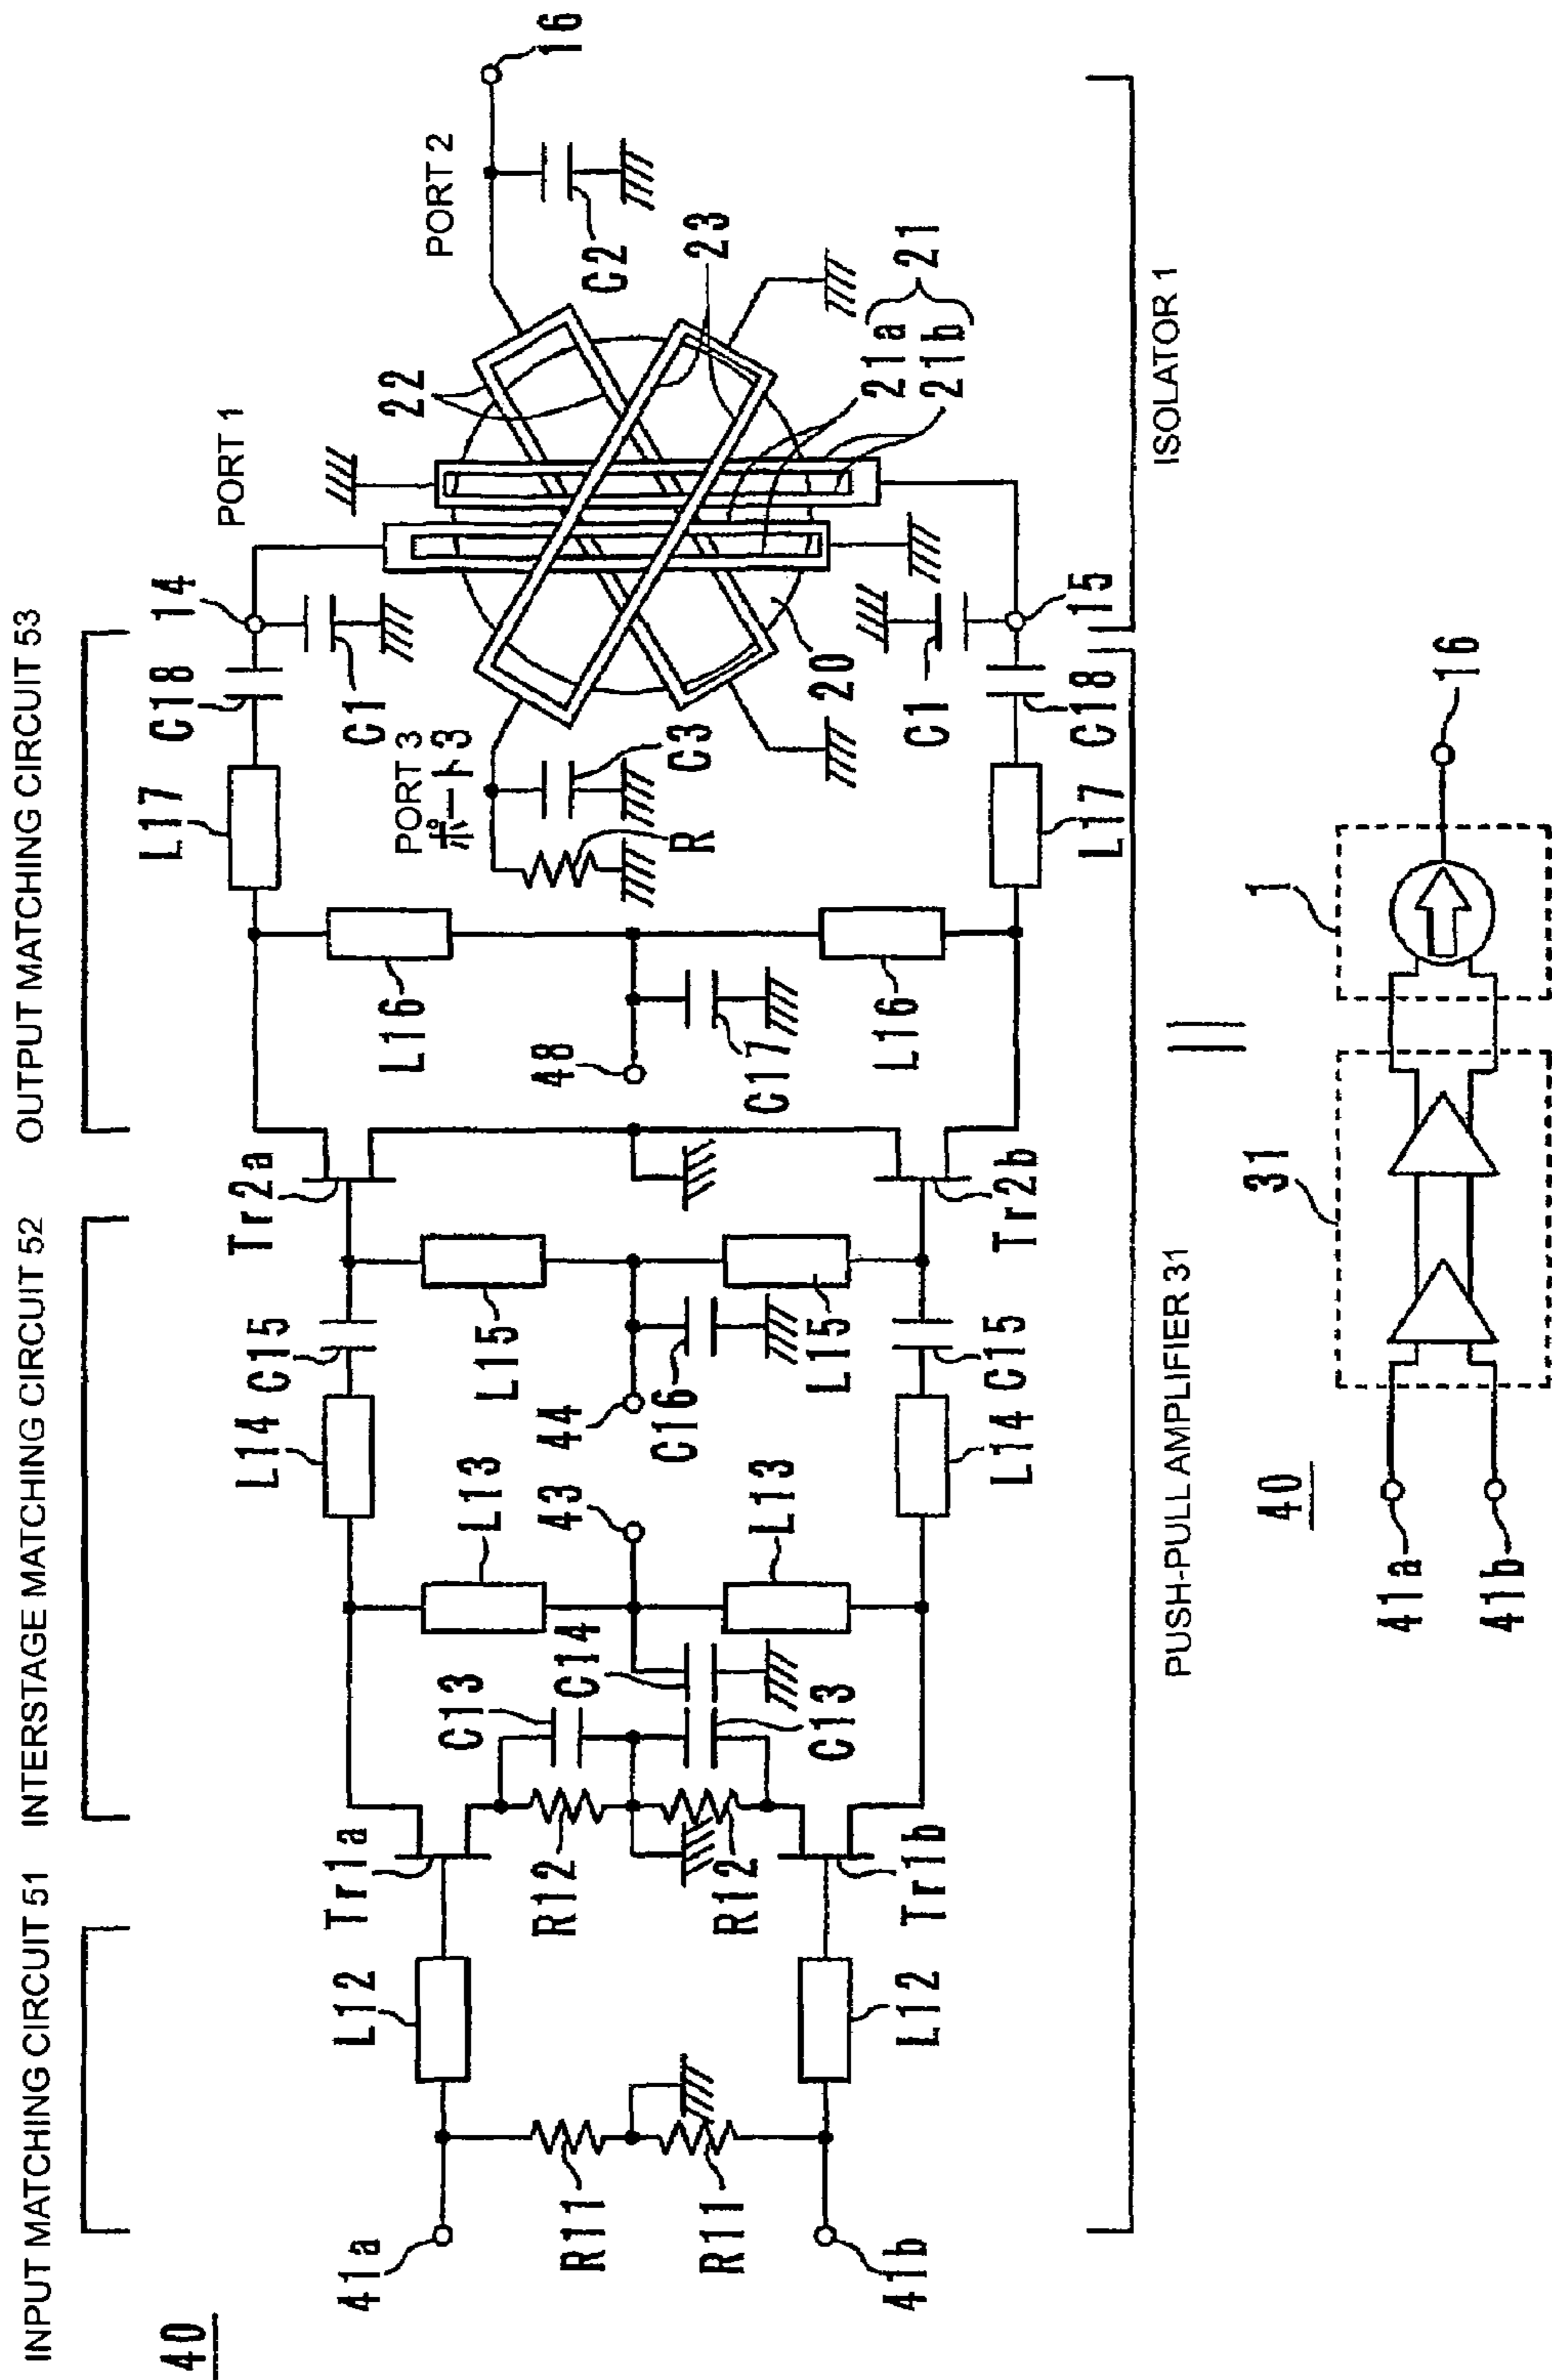 40
INPUT MATCHING CIRCUIT 51
INTERSTAGE MATCHING CIRCUIT 52
OUTPUT MATCHING CIRCUIT 53
41a
R11
R11
41b
L12
L12
Tr1a
R12
R12
Tr1b
C13
C13
C14
L13
L13
43
L14
L14
C15
C15
44
C16
L15
L15
Tr2a
Tr2b
48
C17
L16
L16
L17
L17
C18
C18
14
C1
C1
15
PORT 1
PORT 3
ポート3
C3
R
20
22
PORT 2
C2
23
21a
21b
21
16
PUSH-PULL AMPLIFIER 31
ISOLATOR 1
40
41a
41b
31
1
16